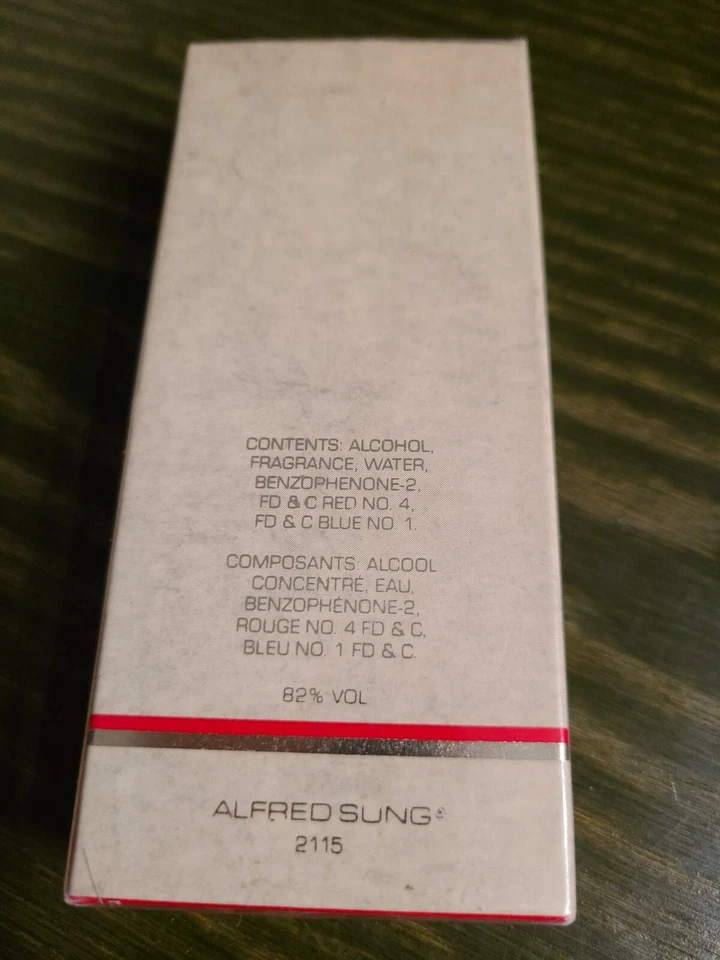 CONTENTS: ALCOHOL,
FRAGRANCE, WATER,
BENZOPHENONE-2,
FD & C RED NO. 4,
FD & C BLUE NO. 1.
COMPOSANTS: ALCOOL
CONCENTRÉ, EAU,
BENZOPHÉNONE-2,
ROUGE NO. 4 FD & C,
BLEU NO. 1 FD & C.
82% VOL
ALFRED SUNG®
2115